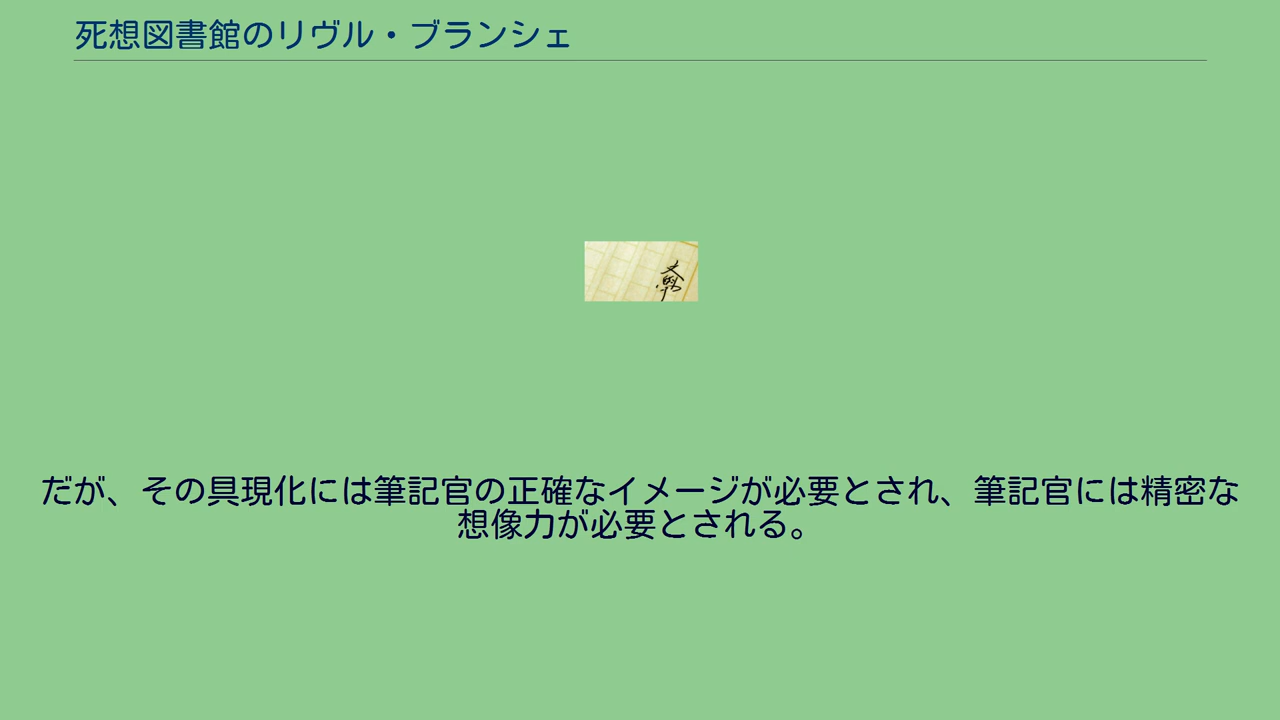 死想図書館のリヴル・ブランシェ
だが、その具現化には筆記官の正確なイメージが必要とされ、筆記官には精密な
想像力が必要とされる。